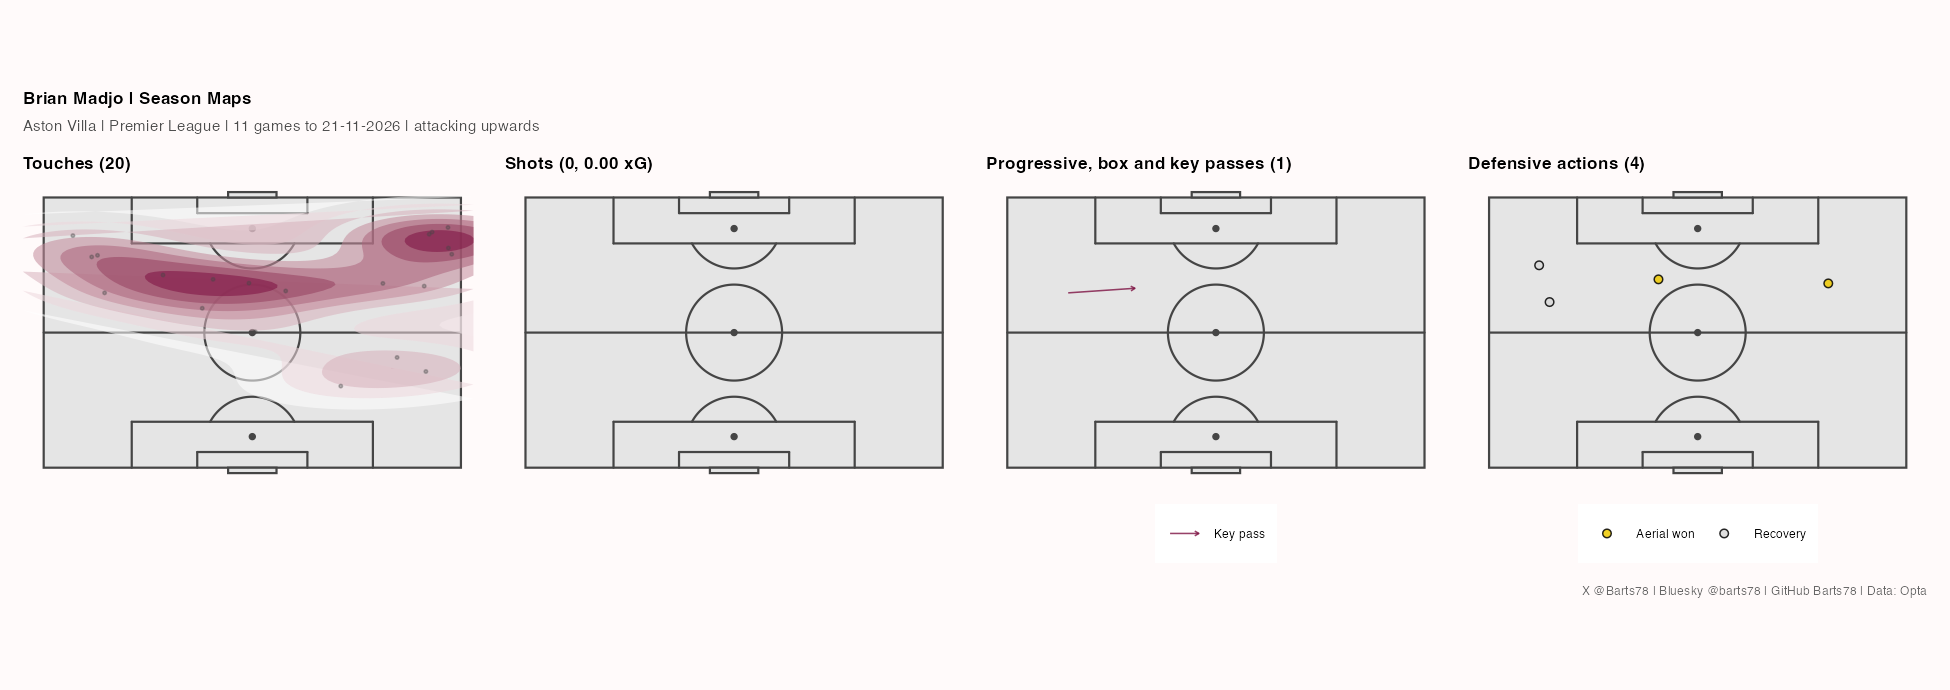 Brian Madjo | Season Maps
Aston Villa | Premier League | 11 games to 21-11-2026 | attacking upwards
Touches (20)
Shots (0, 0.00 xG)
Progressive, box and key passes (1)
Defensive actions (4)
Key pass
Aerial won
Recovery
X @Barts78 | Bluesky @barts78 | GitHub Barts78 | Data: Opta